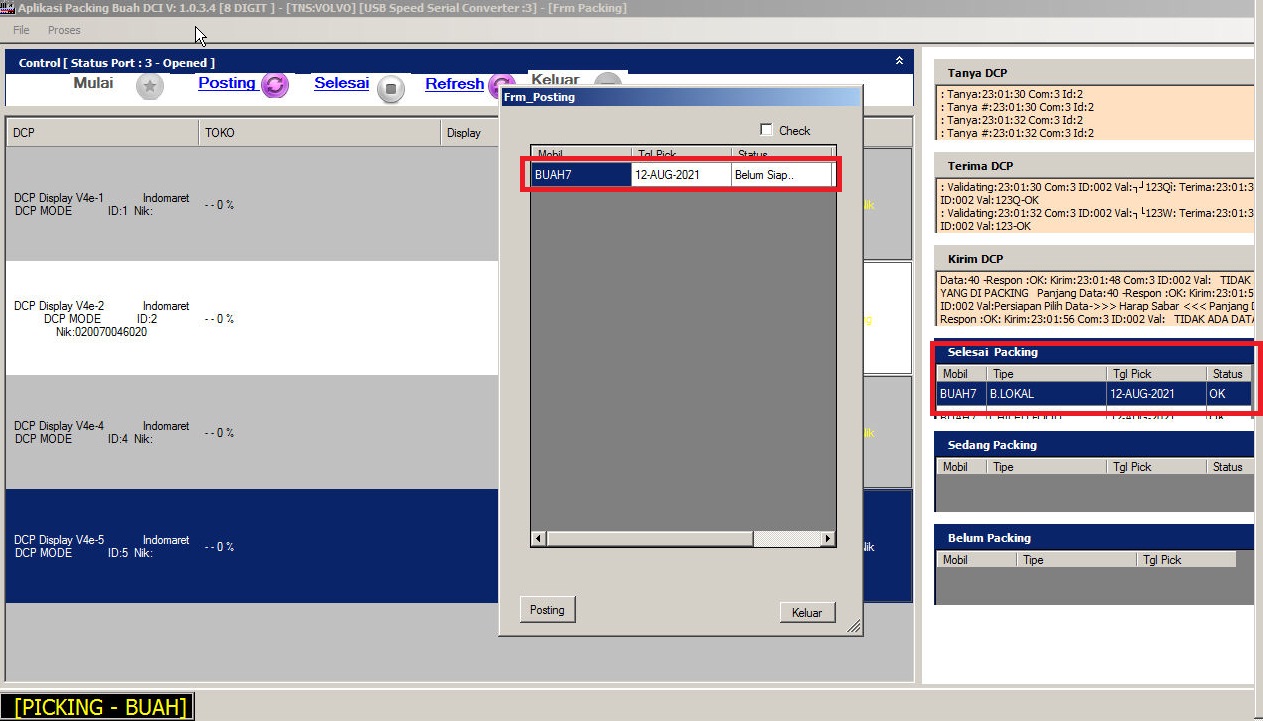 Aplikasi Packing Buah DCI V: 1.0.3.4 [8 DIGIT ] - [TNS:VOLVO] [USB Speed Serial Converter :3] - [Frm Packing]
File Proses
Control [ Status Port : 3 - Opened ]
Mulai Posting Selesai Refresh Keluar
DCP TOKO Display
DCP Display V4e-1 Indomaret
DCP MODE ID:1 Nik:
- - 0 %
DCP Display V4e-2 Indomaret
DCP MODE ID:2
Nik:020070046020
- - 0 %
DCP Display V4e-4 Indomaret
DCP MODE ID:4 Nik:
- - 0 %
DCP Display V4e-5 Indomaret
DCP MODE ID:5 Nik:
- - 0 %
Frm_Posting
Check
Mobil Tgl Pick Status
BUAH7 12-AUG-2021 Belum Siap..
Posting Keluar
Tanya DCP
: Tanya:23:01:30 Com:3 Id:2
: Tanya #:23:01:30 Com:3 Id:2
: Tanya:23:01:32 Com:3 Id:2
: Tanya #:23:01:32 Com:3 Id:2
Terima DCP
: Validating:23:01:30 Com:3 ID:002 Val:┐┘123Qì: Terima:23:01:3
ID:002 Val:123Q-OK
: Validating:23:01:32 Com:3 ID:002 Val:┐└123W: Terima:23:01:3
ID:002 Val:123-OK
Kirim DCP
Data:40 -Respon :OK: Kirim:23:01:48 Com:3 ID:002 Val: TIDAK
YANG DI PACKING Panjang Data:40 -Respon :OK: Kirim:23:01:5
ID:002 Val:Persiapan Pilih Data->>> Harap Sabar <<< Panjang D
Respon :OK: Kirim:23:01:56 Com:3 ID:002 Val: TIDAK ADA DATA
Selesai Packing
Mobil Tipe Tgl Pick Status
BUAH7 B.LOKAL 12-AUG-2021 OK
Sedang Packing
Mobil Tipe Tgl Pick Status
Belum Packing
Mobil Tipe Tgl Pick
[PICKING - BUAH]